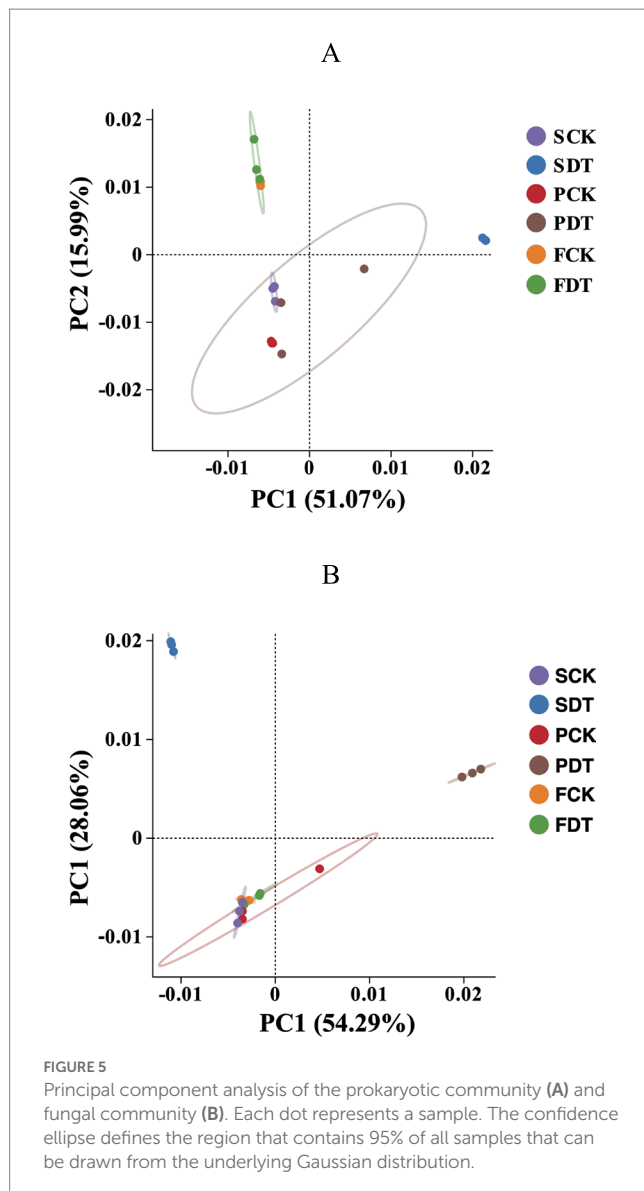 A
0.02
0.01
0
-0.01
-0.02
PC2 (15.99%)
-0.01 0 0.01 0.02
PC1 (51.07%)
SCK
SDT
PCK
PDT
FCK
FDT
B
0.02
0.01
0
-0.01
PC1 (28.06%)
-0.01 0 0.01 0.02
PC1 (54.29%)
SCK
SDT
PCK
PDT
FCK
FDT
FIGURE 5
Principal component analysis of the prokaryotic community (A) and
fungal community (B). Each dot represents a sample. The confidence
ellipse defines the region that contains 95% of all samples that can
be drawn from the underlying Gaussian distribution.